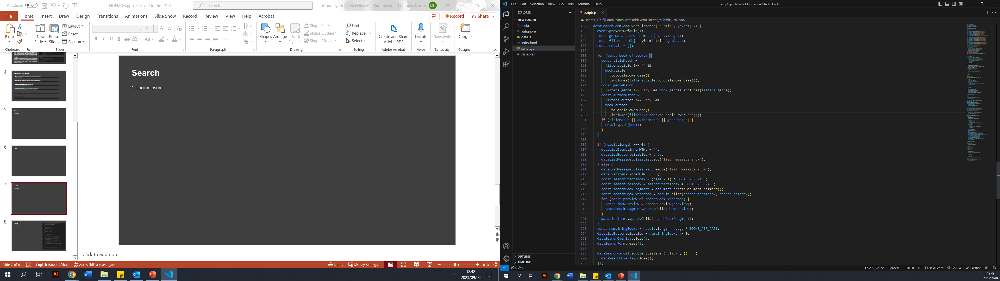 AutoSave Off
NOEMOO.pptx • Saved to this PC
Search
Moodley, Noeleen Kylie (Ms) (Summerstrand Campus North) MN
File Home Insert Draw Design Transitions Animations Slide Show Record Review View Help Acrobat
Record Share
Paste
New Slide
Reuse Slides
Layout
Reset
Section
12
Shapes Arrange Quick Styles
Shape Fill
Shape Outline
Shape Effects
Find
Replace
Select
Create and Share Adobe PDF
Dictate
Sensitivity
Designer
Clipboard Slides Font Paragraph Drawing Editing Adobe Acrobat Voice Sensitivity Designer
4
Identifying Code Issues
5
Preview
6
Filter
7
Search
8
Theme
Search
1. Lorum Ipsum
Click to add notes
Slide 7 of 8 English (South Africa) Accessibility: Investigate Notes Display Settings 81%
12:42
2023/09/04
File Edit Selection View Go Run Terminal Help
scripts.js - New folder - Visual Studio Code
EXPLORER
NEW FOLDER
meta
.gitignore
JS data.js
<> index.html
JS scripts.js
# styles.css
OUTLINE
TIMELINE
JS scripts.js
JS scripts.js > dataSearchForm.addEventListener("submit") callback
182 dataSearchForm.addEventListener("submit", (event) => {
183 event.preventDefault();
184 const getData = new FormData(event.target);
185 const filters = Object.fromEntries(getData);
186 const result = [];
187
188 for (const book of books) {
189 const titleMatch =
190 filters.title !== "" &&
191 book.title
192 .toLocaleLowerCase()
193 .includes(filters.title.toLocaleLowerCase());
194 const genreMatch =
195 filters.genre !== "any" && book.genres.includes(filters.genre);
196 const authorMatch =
197 filters.author !== "any" &&
198 book.author
199 .toLocaleLowerCase()
200 .includes(filters.author.toLocaleLowerCase());
201 if (titleMatch || authorMatch || genreMatch) {
202 result.push(book);
203 }
204 }
205
206 if (result.length === 0) {
207 dataListItems.innerHTML = "";
208 dataListButton.disabled = true;
209 dataListMessage.classList.add("list__message_show");
210 } else {
211 dataListMessage.classList.remove("list__message_show");
212 dataListItems.innerHTML = "";
213 const searchStartIndex = (page - 1) * BOOKS_PER_PAGE;
214 const searchEndIndex = searchStartIndex + BOOKS_PER_PAGE;
215 const searchBookFragment = document.createDocumentFragment();
216 const searchBookExtracted = result.slice(searchStartIndex, searchEndIndex);
217 for (const preview of searchBookExtracted) {
218 const showPreview = createPreview(preview);
219 searchBookFragment.appendChild(showPreview);
220 }
221 dataListItems.appendChild(searchBookFragment);
222 }
223 const remainingBooks = result.length - page * BOOKS_PER_PAGE;
224 dataListButton.disabled = remainingBooks <= 0;
225 dataSearchOverlay.close();
226 dataSearchForm.reset();
227
228 dataSearchCancel.addEventListener("click", () => {
229 dataSearchOverlay.close();
230 });
0 0 Ln 200, Col 55 Spaces: 2 UTF-8 LF JavaScript Go Live Prettier
12:42
2023/09/04